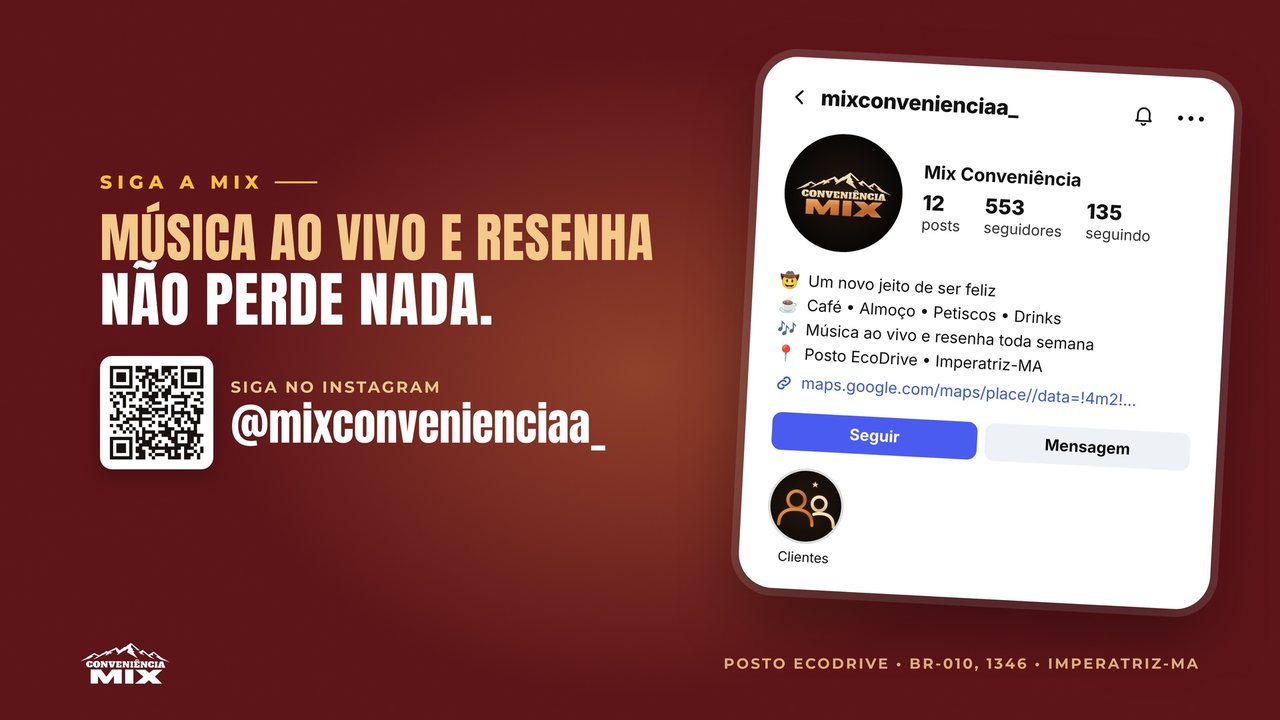 SIGA A MIX
MÚSICA AO VIVO E RESENHA
NÃO PERDE NADA.
SIGA NO INSTAGRAM
@mixconvenienciaa_
mixconvenienciaa_
CONVENIÊNCIA
MIX
Mix Conveniência
12 553 135
posts seguidores seguindo
🤠 Um novo jeito de ser feliz
☕ Café • Almoço • Petiscos • Drinks
🎶 Música ao vivo e resenha toda semana
📍 Posto EcoDrive • Imperatriz-MA
maps.google.com/maps/place//data=!4m2!...
Seguir Mensagem
Clientes
CONVENIÊNCIA
MIX
POSTO ECODRIVE • BR-010, 1346 • IMPERATRIZ-MA